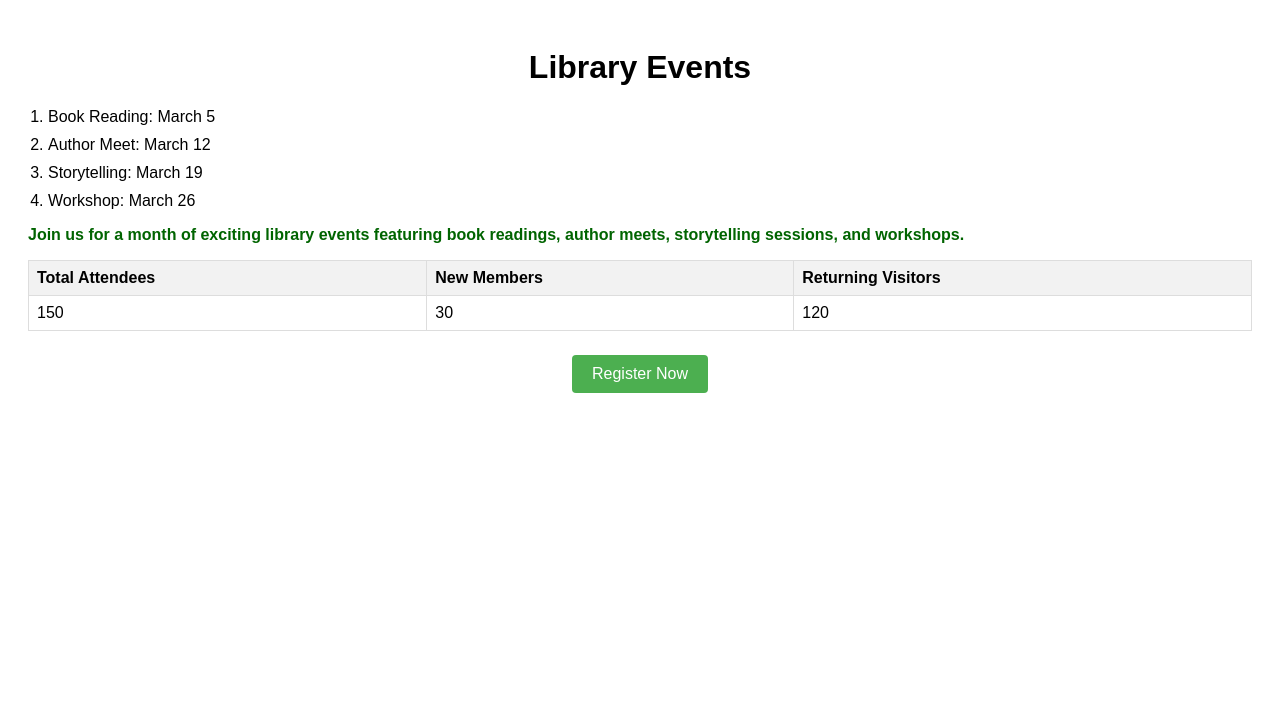 Library Events
1. Book Reading: March 5
2. Author Meet: March 12
3. Storytelling: March 19
4. Workshop: March 26
Join us for a month of exciting library events featuring book readings, author meets, storytelling sessions, and workshops.
Total Attendees New Members Returning Visitors
150 30 120
Register Now